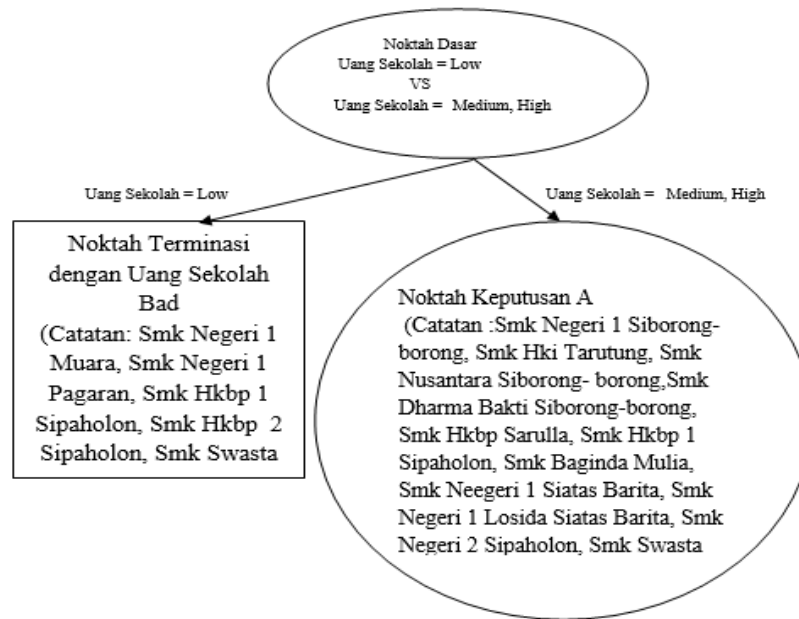 Noktah Dasar
Uang Sekolah = Low
VS
Uang Sekolah = Medium, High
Uang Sekolah = Low
Uang Sekolah = Medium, High
Noktah Terminasi
dengan Uang Sekolah
Bad
(Catatan: Smk Negeri 1
Muara, Smk Negeri 1
Pagaran, Smk Hkbp 1
Sipaholon, Smk Hkbp 2
Sipaholon, Smk Swasta
Noktah Keputusan A
(Catatan :Smk Negeri 1 Siborong-
borong, Smk Hki Tarutung, Smk
Nusantara Siborong- borong,Smk
Dharma Bakti Siborong-borong,
Smk Hkbp Sarulla, Smk Hkbp 1
Sipaholon, Smk Baginda Mulia,
Smk Neegeri 1 Siatas Barita, Smk
Negeri 1 Losida Siatas Barita, Smk
Negeri 2 Sipaholon, Smk Swasta